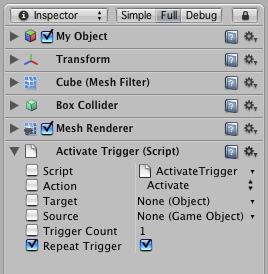 Inspector Simple Full Debug
My Object
Transform
Cube (Mesh Filter)
Box Collider
Mesh Renderer
Activate Trigger (Script)
Script ActivateTrigger
Action Activate
Target None (Object)
Source None (Game Object)
Trigger Count 1
Repeat Trigger